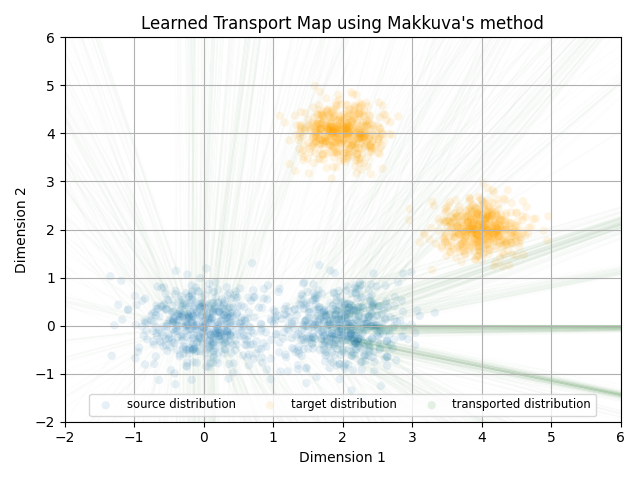 Learned Transport Map using Makkuva's method
6
5
4
3
2
1
0
−1
−2
Dimension 2
source distribution target distribution transported distribution
−2 −1 0 1 2 3 4 5 6
Dimension 1